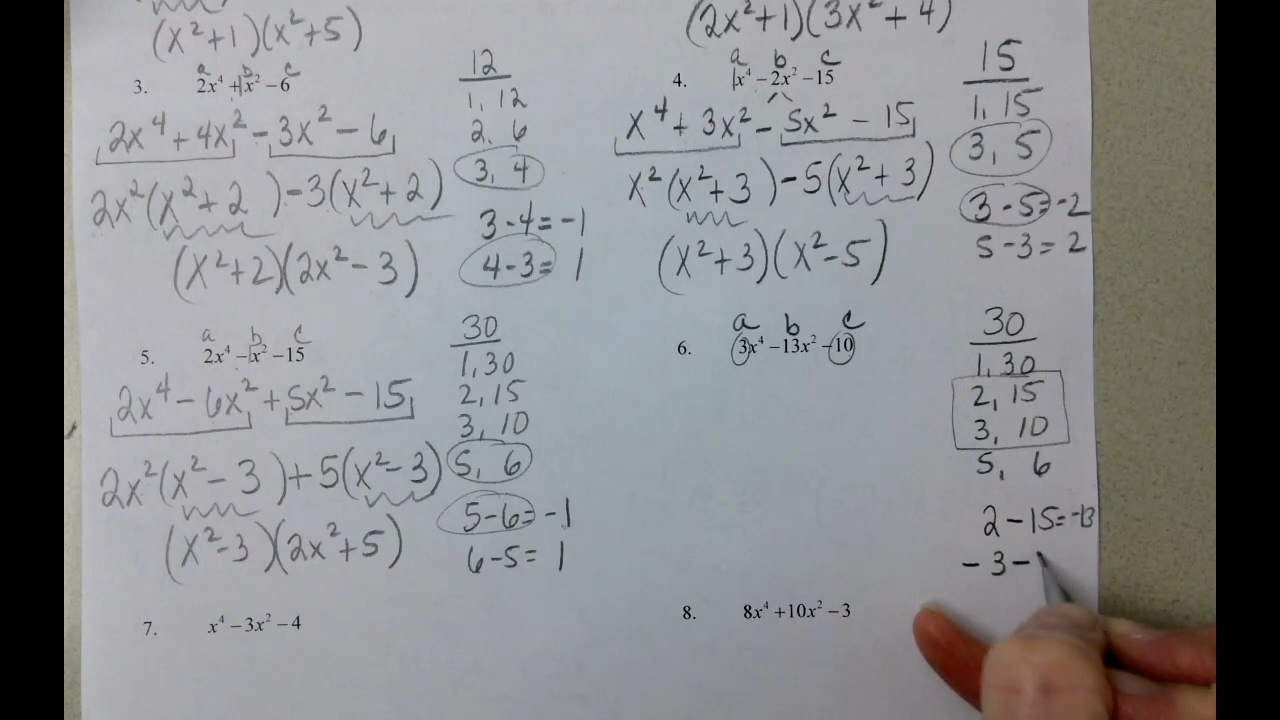 (x²+1)(x²+5)
a b c
3. 2x⁴ + 1x² − 6
2x⁴ + 4x² − 3x² − 6
2x²(x²+2) − 3(x²+2)
(x²+2)(2x²−3)
12
1, 12
2, 6
3, 4
3−4=−1
4−3= 1
(2x²+1)(3x²+4)
a b c
4. 1x⁴ − 2x² − 15
x⁴ + 3x² − 5x² − 15
x²(x²+3) − 5(x²+3)
(x²+3)(x²−5)
15
1, 15
3, 5
3−5=−2
5−3=2
a b c
5. 2x⁴ − 1x² − 15
2x⁴ − 6x² + 5x² − 15
2x²(x²−3) + 5(x²−3)
(x²−3)(2x²+5)
30
1, 30
2, 15
3, 10
5, 6
5−6=−1
6−5= 1
a b c
6. 3x⁴ − 13x² − 10
30
1, 30
2, 15
3, 10
5, 6
2−15=−13
−3−1
7. x⁴ − 3x² − 4
8. 8x⁴ + 10x² − 3